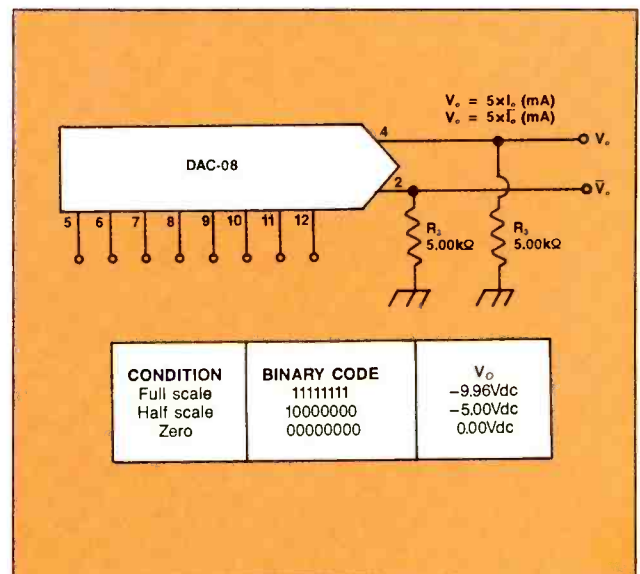 V₀ = 5×I₀ (mA)
V₀ = 5×I̅₀ (mA)
4
V₀
DAC-08
2
V̅₀
5 6 7 8 9 10 11 12
R₃ R₃
5.00kΩ 5.00kΩ
CONDITION BINARY CODE V₀
Full scale 11111111 −9.96Vdc
Half scale 10000000 −5.00Vdc
Zero 00000000 0.00Vdc